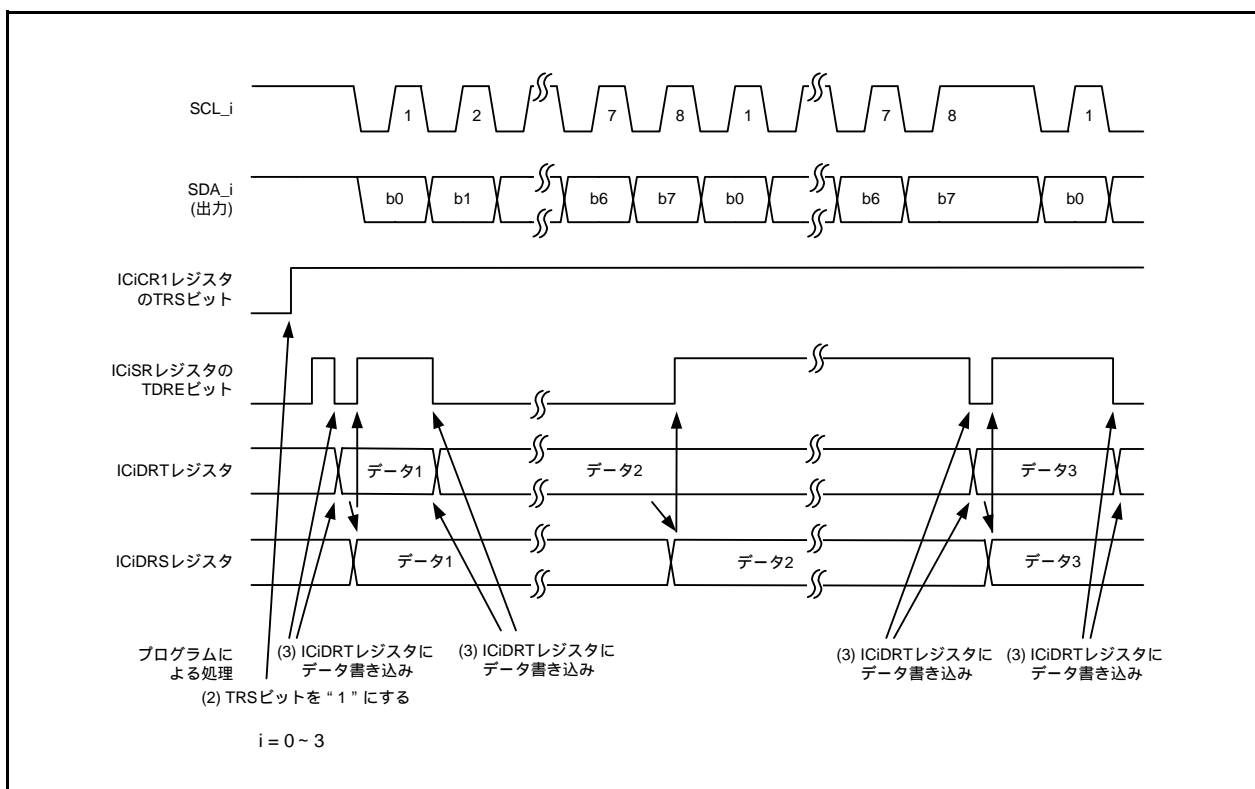 SCL_i
1 2 7 8 1 7 8 1
SDA_i
(出力)
b0 b1 b6 b7 b0 b6 b7 b0
ICiCR1レジスタ
のTRSビット
ICiSRレジスタの
TDREビット
ICiDRTレジスタ
データ1 データ2 データ3
ICiDRSレジスタ
データ1 データ2 データ3
プログラムに
よる処理
(3) ICiDRTレジスタに
データ書き込み
(3) ICiDRTレジスタに
データ書き込み
(3) ICiDRTレジスタに
データ書き込み
(3) ICiDRTレジスタに
データ書き込み
(2) TRSビットを“1”にする
i = 0 ~ 3